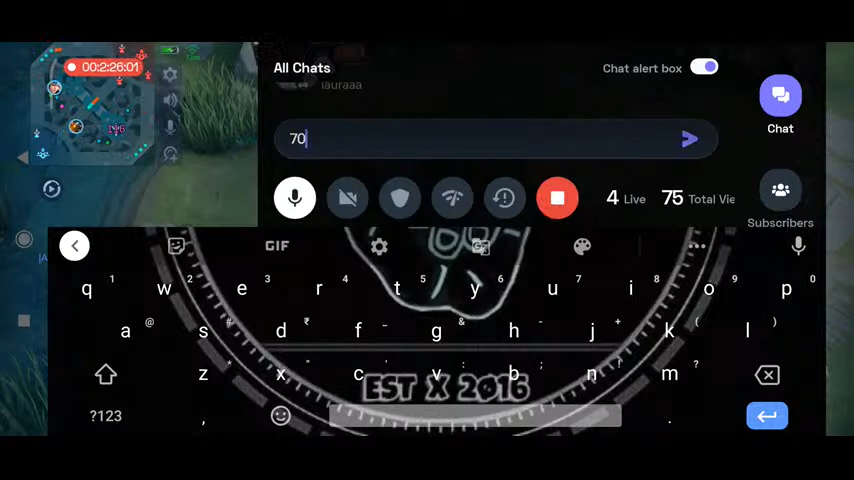 00:2:26:01
All Chats
Chat alert box
lauraaa
70
Chat
4 Live 75 Total Vie
Subscribers
GIF
q 1 w 2 e 3 r 4 t 5 y 6 u 7 i 8 o 9 p 0
a @ s # d ₹ f _ g & h - j + k ( l )
z * x " c ' v : b ; n ! m ?
EST X 2016
?123 , .